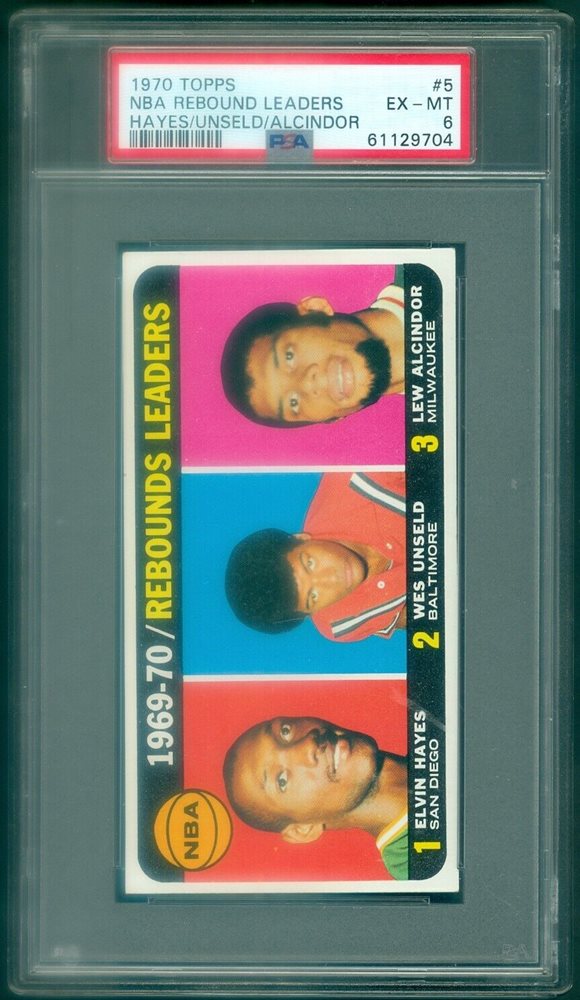 1970 TOPPS #5
NBA REBOUND LEADERS EX-MT
HAYES/UNSELD/ALCINDOR 6
PSA 61129704
1969-70/REBOUNDS LEADERS
NBA
1 ELVIN HAYES
SAN DIEGO
2 WES UNSELD
BALTIMORE
3 LEW ALCINDOR
MILWAUKEE